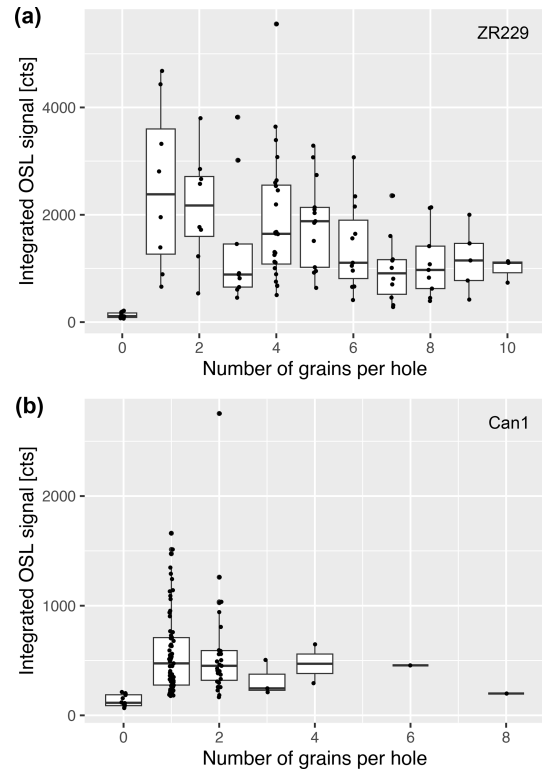 (a)
ZR229
Integrated OSL signal [cts]
4000
2000
0
0 2 4 6 8 10
Number of grains per hole
(b)
Can1
Integrated OSL signal [cts]
2000
1000
0
0 2 4 6 8
Number of grains per hole